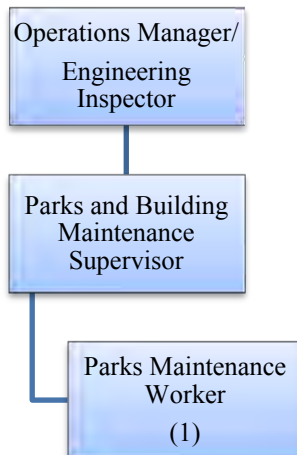 Operations Manager/
Engineering
Inspector
Parks and Building
Maintenance
Supervisor
Parks Maintenance
Worker
(1)